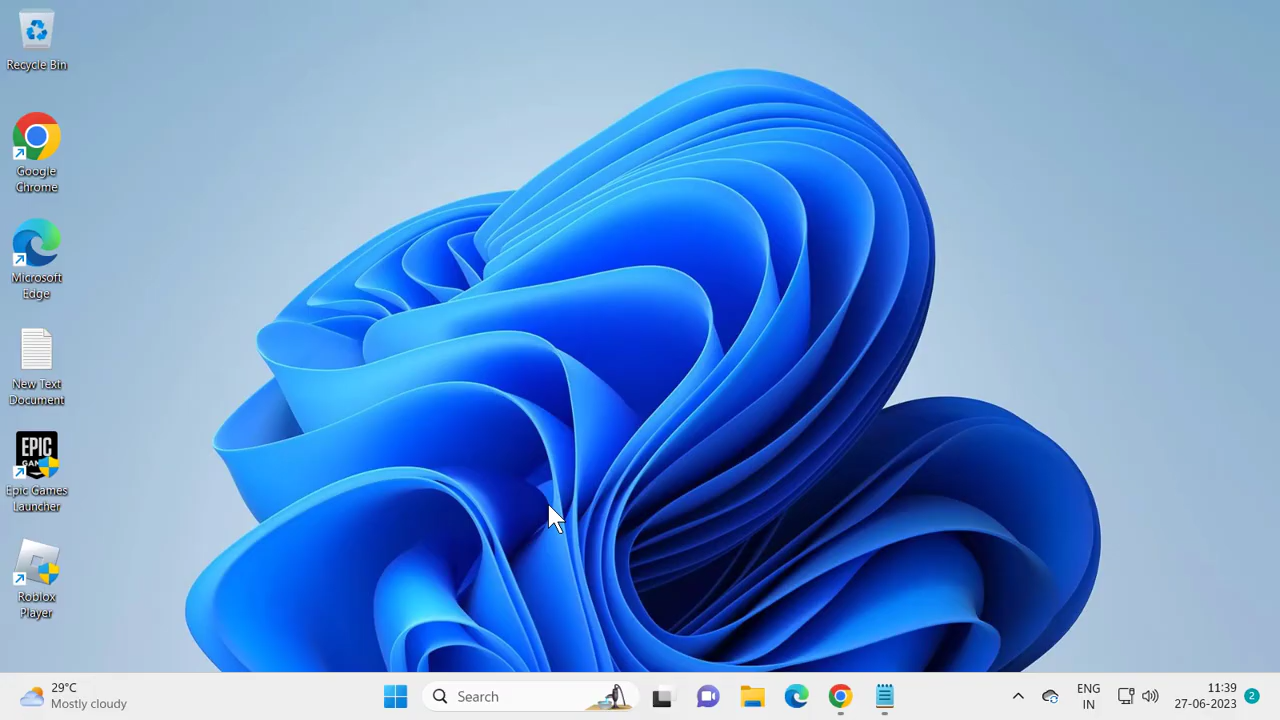 Recycle Bin
Google
Chrome
Microsoft
Edge
New Text
Document
EPIC
Epic Games
Launcher
Roblox
Player
29°C
Mostly cloudy
Search
ENG
IN
11:39
27-06-2023
2